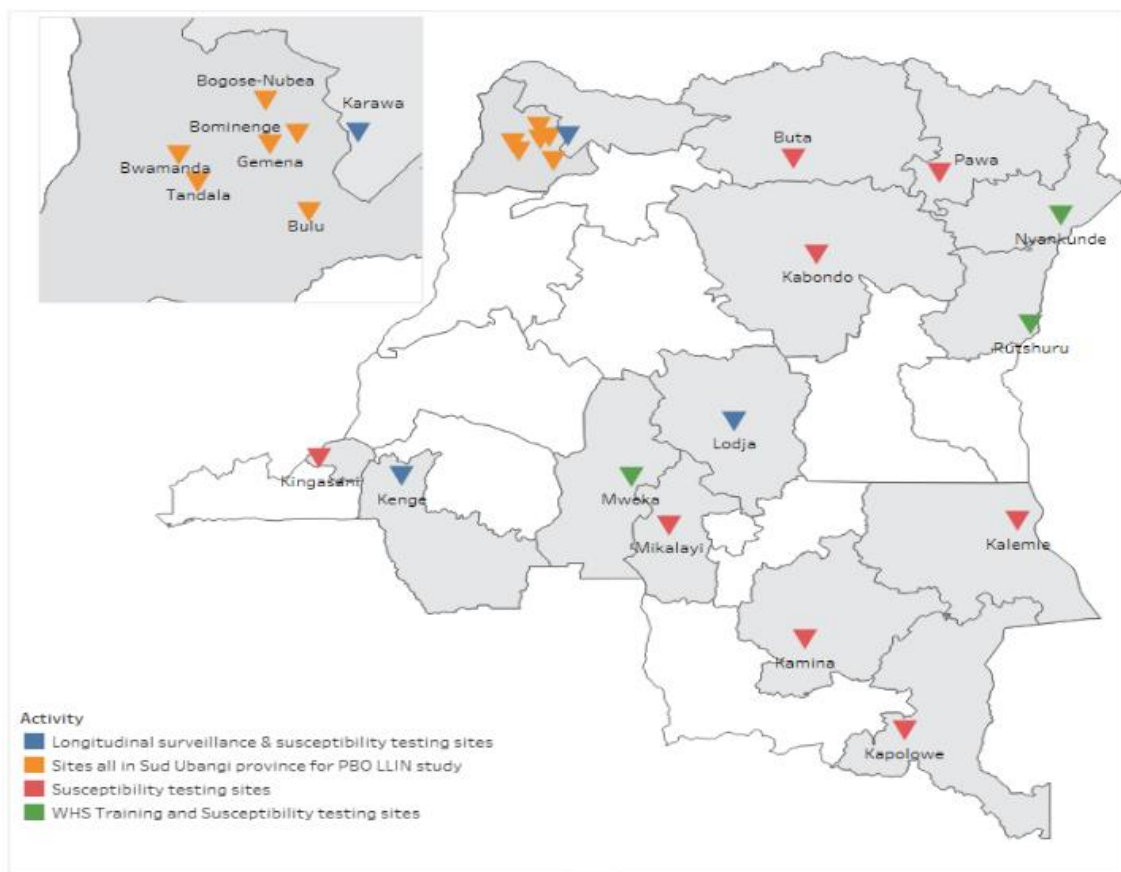 Bogose-Nubea
Karawa
Bominenge
Gemena
Bwamanda
Tandala
Bulu
Buta
Pawa
Nyankunde
Kabondo
Rutshuru
Lodja
Kingasani
Kenge
Mweka
Mikalayi
Kalemie
Kamina
Kapolowe
Activity
Longitudinal surveillance & susceptibility testing sites
Sites all in Sud Ubangi province for PBO LLIN study
Susceptibility testing sites
WHS Training and Susceptibility testing sites